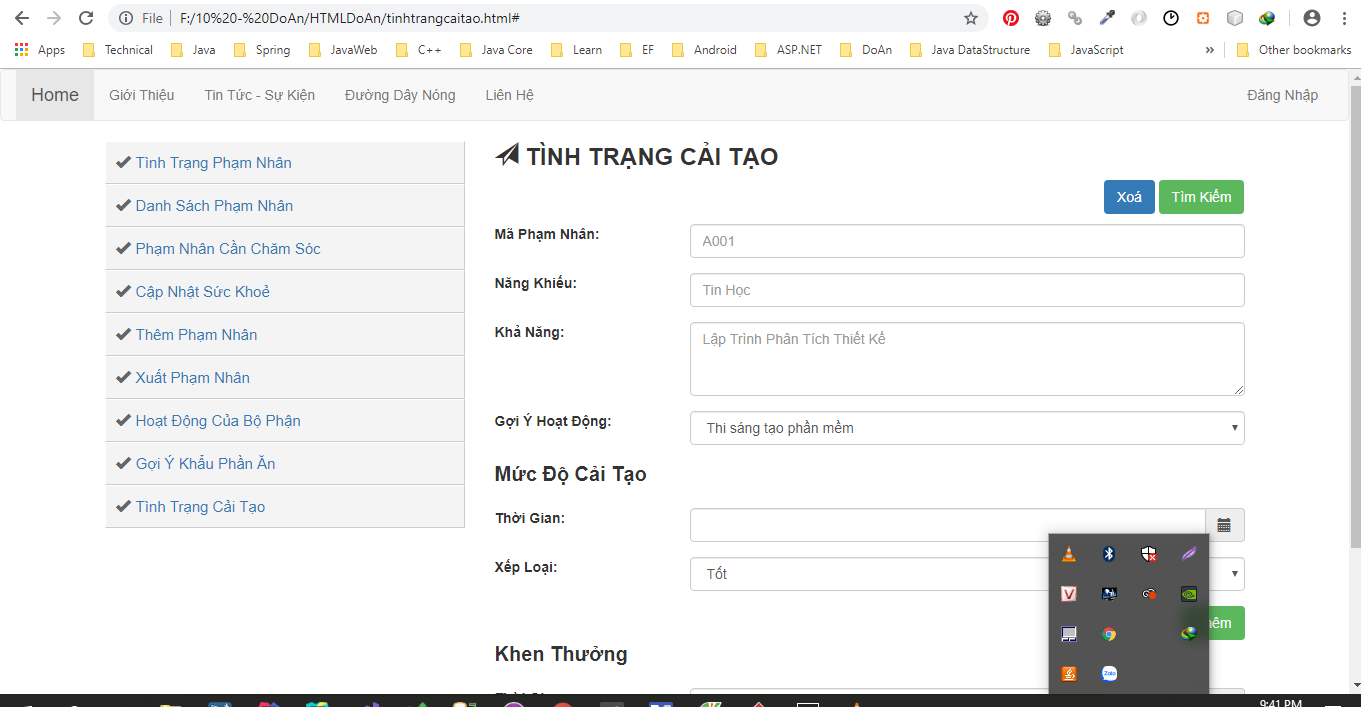 File F:/10%20-%20DoAn/HTMLDoAn/tinhtrangcaitao.html#
Apps Technical Java Spring JavaWeb C++ Java Core Learn EF Android ASP.NET DoAn Java DataStructure JavaScript » Other bookmarks
Home Giới Thiệu Tin Tức - Sự Kiện Đường Dây Nóng Liên Hệ Đăng Nhập
Tình Trạng Phạm Nhân
Danh Sách Phạm Nhân
Phạm Nhân Cần Chăm Sóc
Cập Nhật Sức Khoẻ
Thêm Phạm Nhân
Xuất Phạm Nhân
Hoạt Động Của Bộ Phận
Gợi Ý Khẩu Phần Ăn
Tình Trạng Cải Tạo
TÌNH TRẠNG CẢI TẠO
Xoá Tìm Kiếm
Mã Phạm Nhân: A001
Năng Khiếu: Tin Học
Khả Năng: Lập Trình Phân Tích Thiết Kế
Gợi Ý Hoạt Động: Thi sáng tạo phần mềm
Mức Độ Cải Tạo
Thời Gian:
Xếp Loại: Tốt
hêm
Khen Thưởng
Zalo
9:41 PM